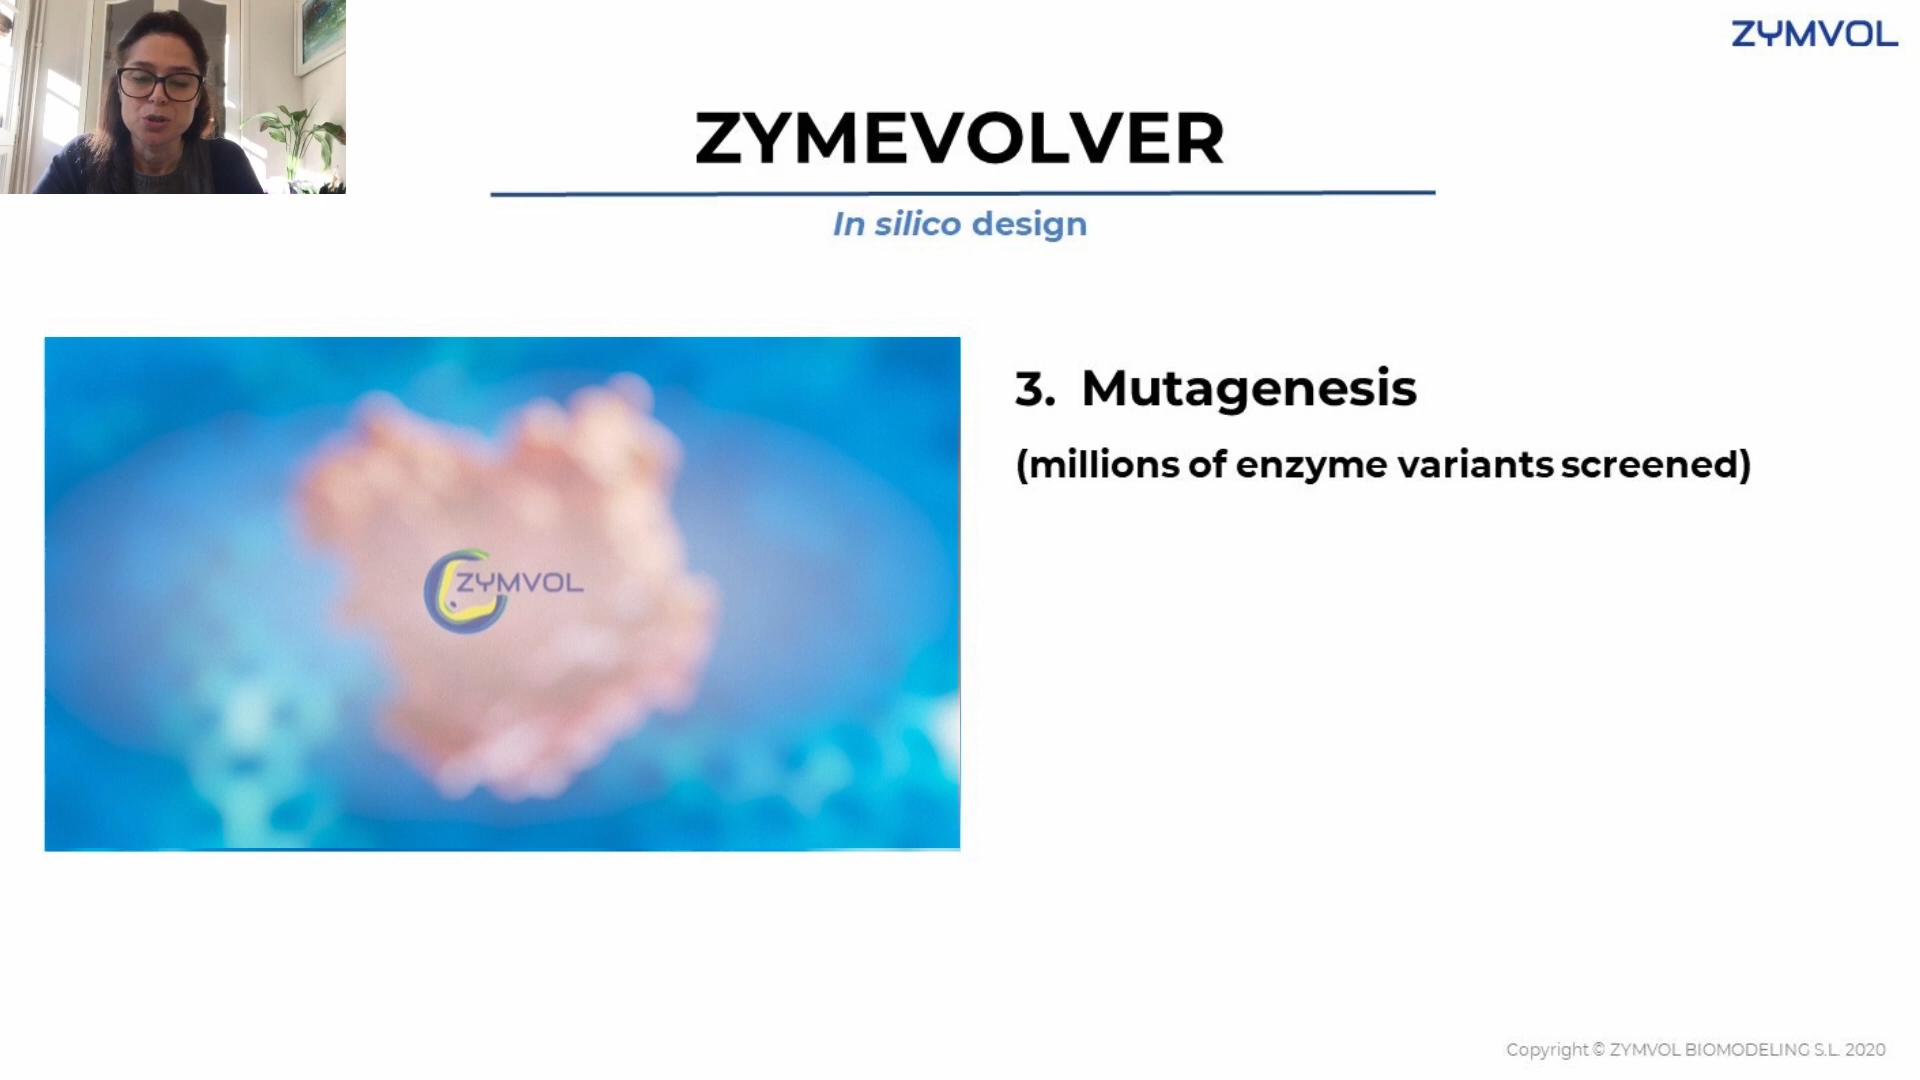 ZYMVOL
ZYMEVOLVER
In silico design
3. Mutagenesis
(millions of enzyme variants screened)
ZYMVOL
Copyright © ZYMVOL BIOMODELING S.L. 2020